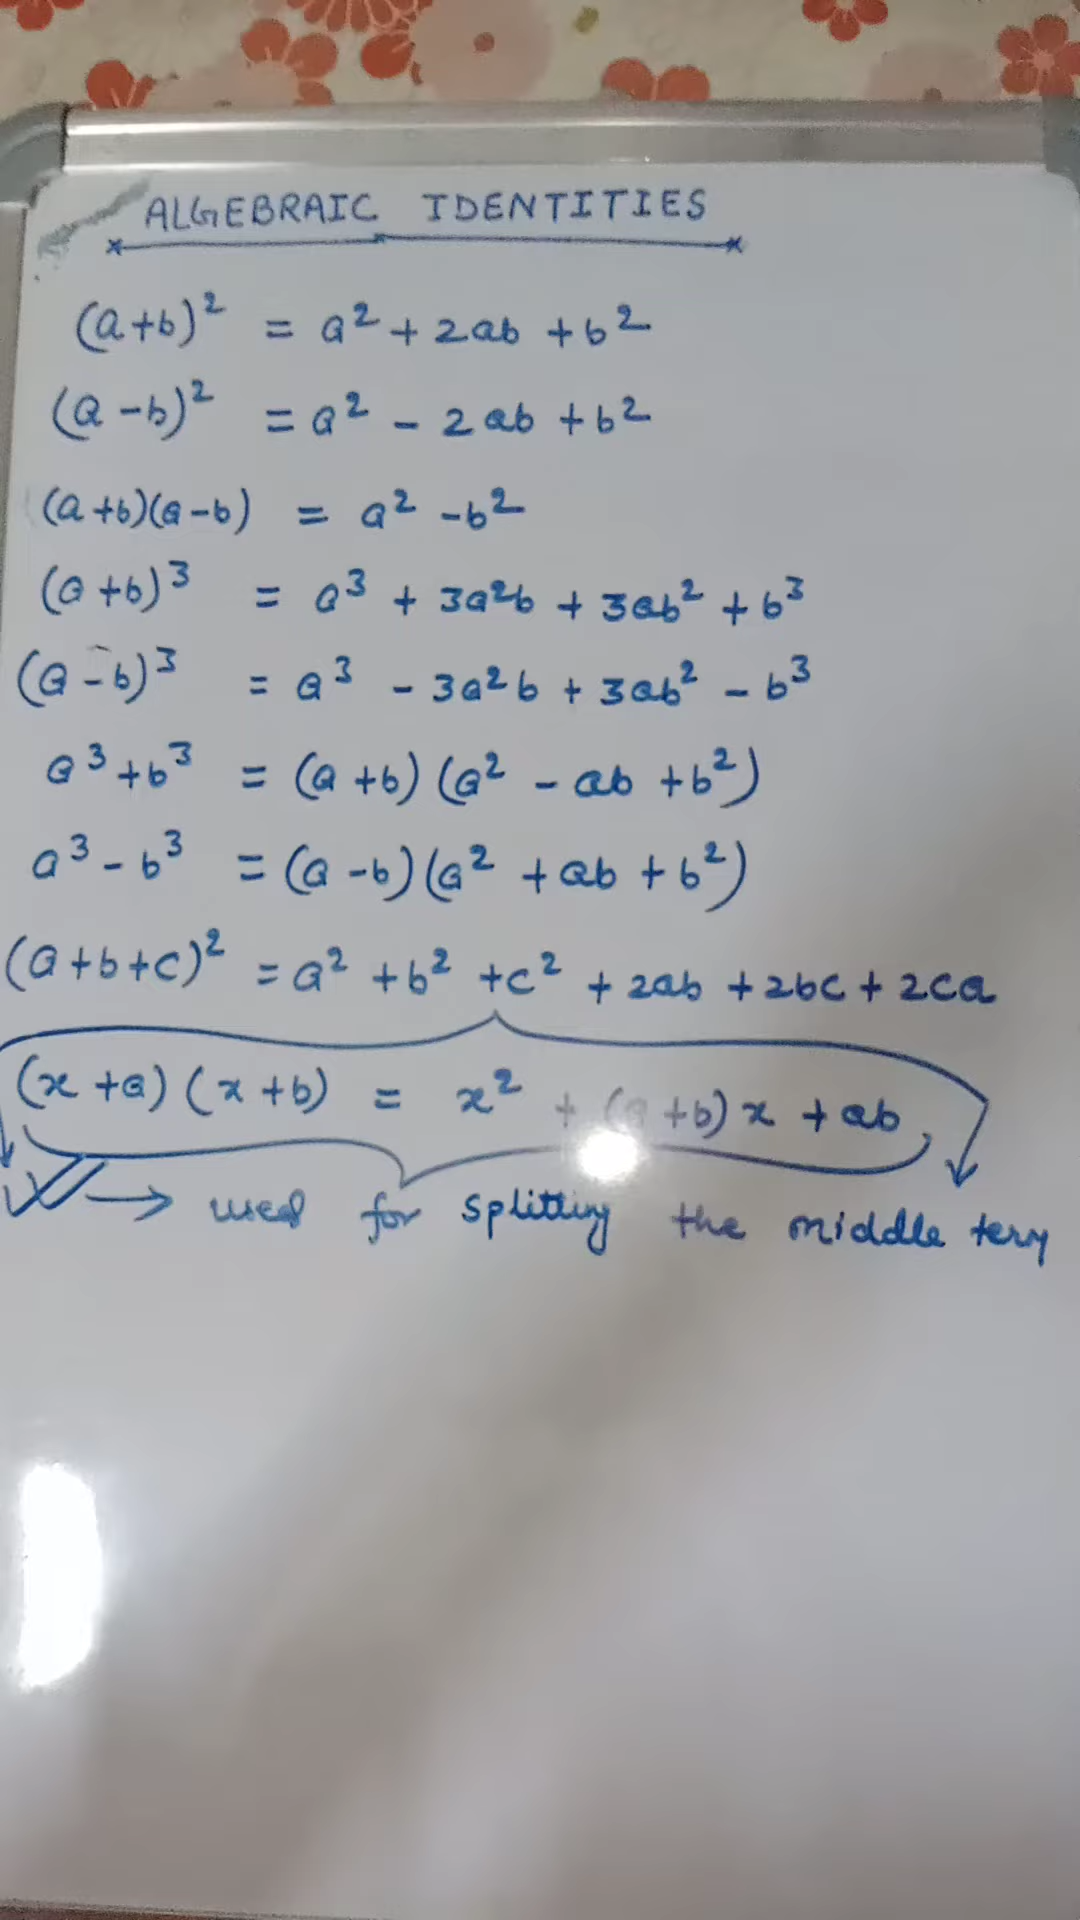 ALGEBRAIC IDENTITIES
(a+b)² = a² + 2ab + b²
(a-b)² = a² - 2ab + b²
(a+b)(a-b) = a² - b²
(a+b)³ = a³ + 3a²b + 3ab² + b³
(a-b)³ = a³ - 3a²b + 3ab² - b³
a³ + b³ = (a+b)(a² - ab + b²)
a³ - b³ = (a-b)(a² + ab + b²)
(a+b+c)² = a² + b² + c² + 2ab + 2bc + 2ca
(x+a)(x+b) = x² + (a+b)x + ab
→ used for splitting the middle term